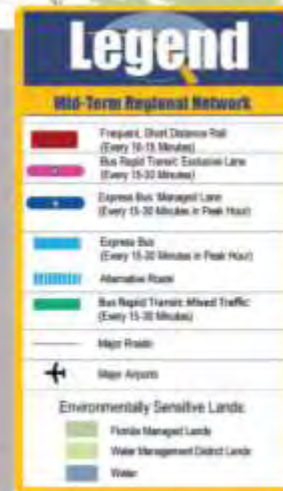 Legend
Mid-Term Regional Network
Frequent, Short Distance Rail
(Every 10-15 Minutes)
Bus Rapid Transit: Exclusive Lane
(Every 15-30 Minutes)
Express Bus: Managed Lane
(Every 15-30 Minutes in Peak Hour)
Express Bus
(Every 15-30 Minutes in Peak Hour)
Alternative Route
Bus Rapid Transit: Mixed Traffic
(Every 15-30 Minutes)
Major Roads
Major Airports
Environmentally Sensitive Lands
Florida Managed Lands
Water Management District Lands
Water